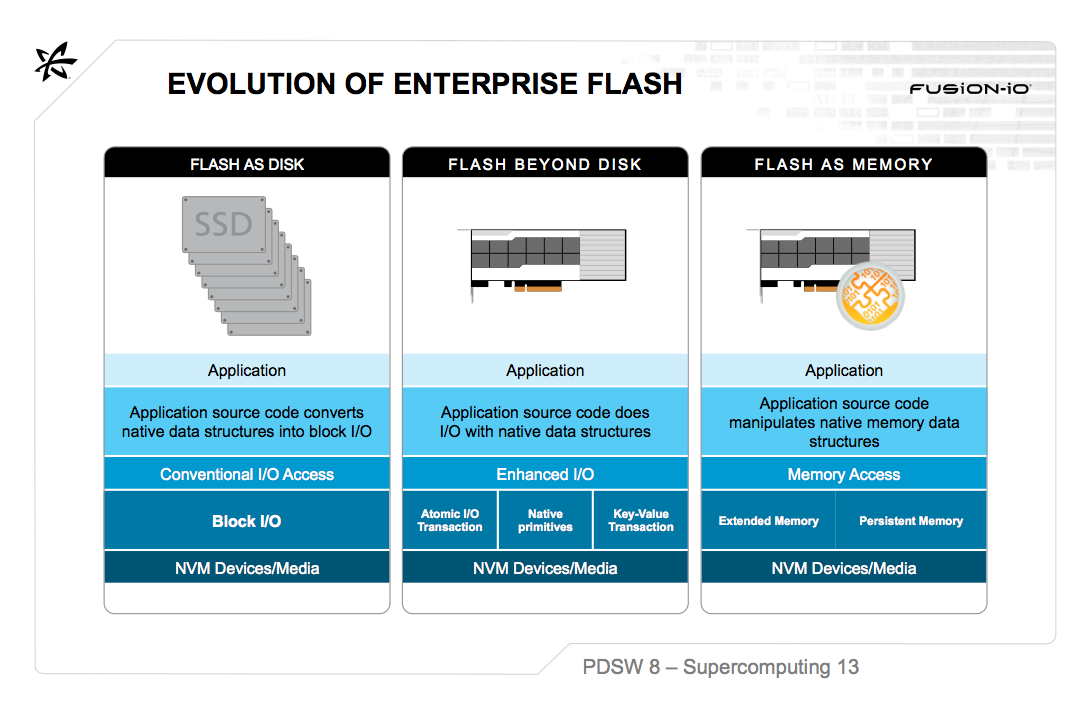 EVOLUTION OF ENTERPRISE FLASH
FUSiON-iO
FLASH AS DISK
SSD
Application
Application source code converts
native data structures into block I/O
Conventional I/O Access
Block I/O
NVM Devices/Media
FLASH BEYOND DISK
Application
Application source code does
I/O with native data structures
Enhanced I/O
Atomic I/O
Transaction
Native
primitives
Key-Value
Transaction
NVM Devices/Media
FLASH AS MEMORY
Application
Application source code
manipulates native memory data
structures
Memory Access
Extended Memory
Persistent Memory
NVM Devices/Media
PDSW 8 – Supercomputing 13